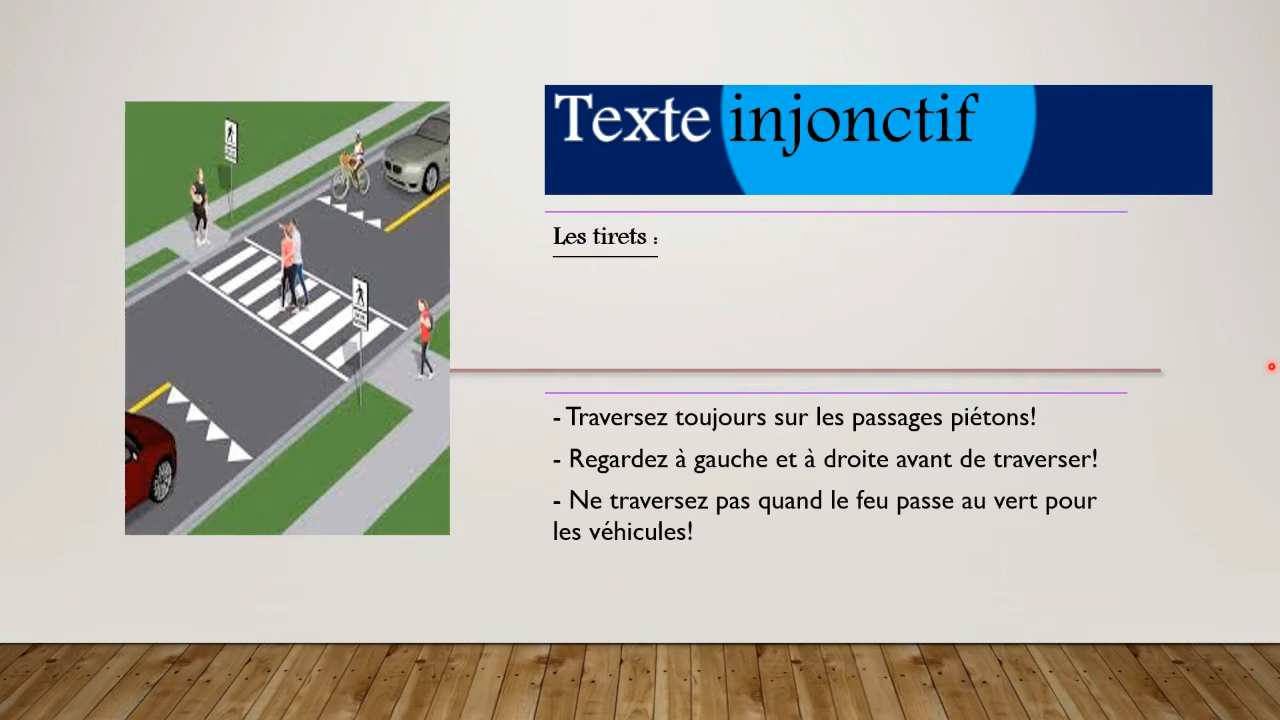 Texte injonctif
Les tirets :
- Traversez toujours sur les passages piétons!
- Regardez à gauche et à droite avant de traverser!
- Ne traversez pas quand le feu passe au vert pour
les véhicules!